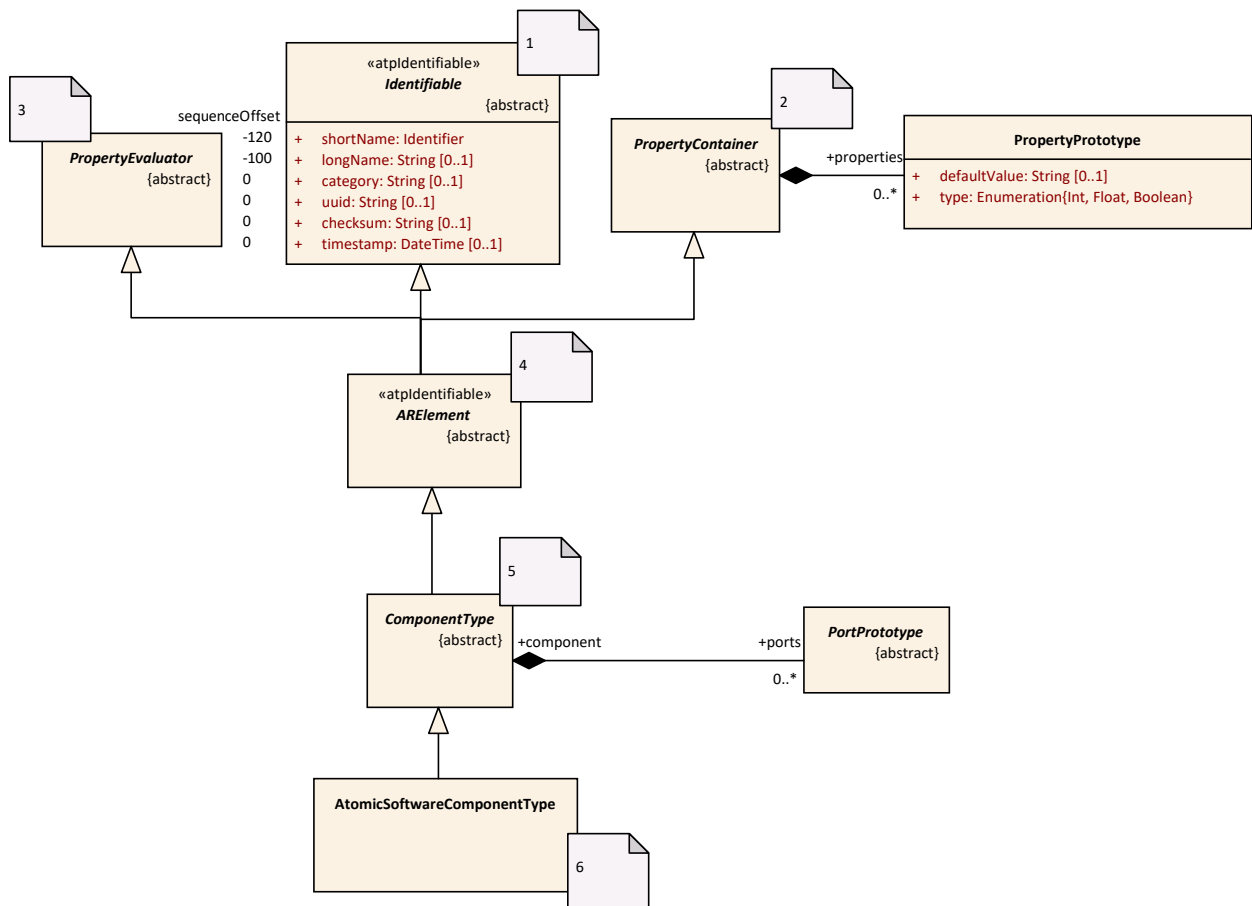 1
«atpIdentifiable»
Identifiable
{abstract}
+ shortName: Identifier
+ longName: String [0..1]
+ category: String [0..1]
+ uuid: String [0..1]
+ checksum: String [0..1]
+ timestamp: DateTime [0..1]
sequenceOffset
-120
-100
0
0
0
0
3
PropertyEvaluator
{abstract}
2
PropertyContainer
{abstract}
+properties
0..*
PropertyPrototype
+ defaultValue: String [0..1]
+ type: Enumeration{Int, Float, Boolean}
4
«atpIdentifiable»
ARElement
{abstract}
5
ComponentType
{abstract}
+component
+ports
0..*
PortPrototype
{abstract}
AtomicSoftwareComponentType
6